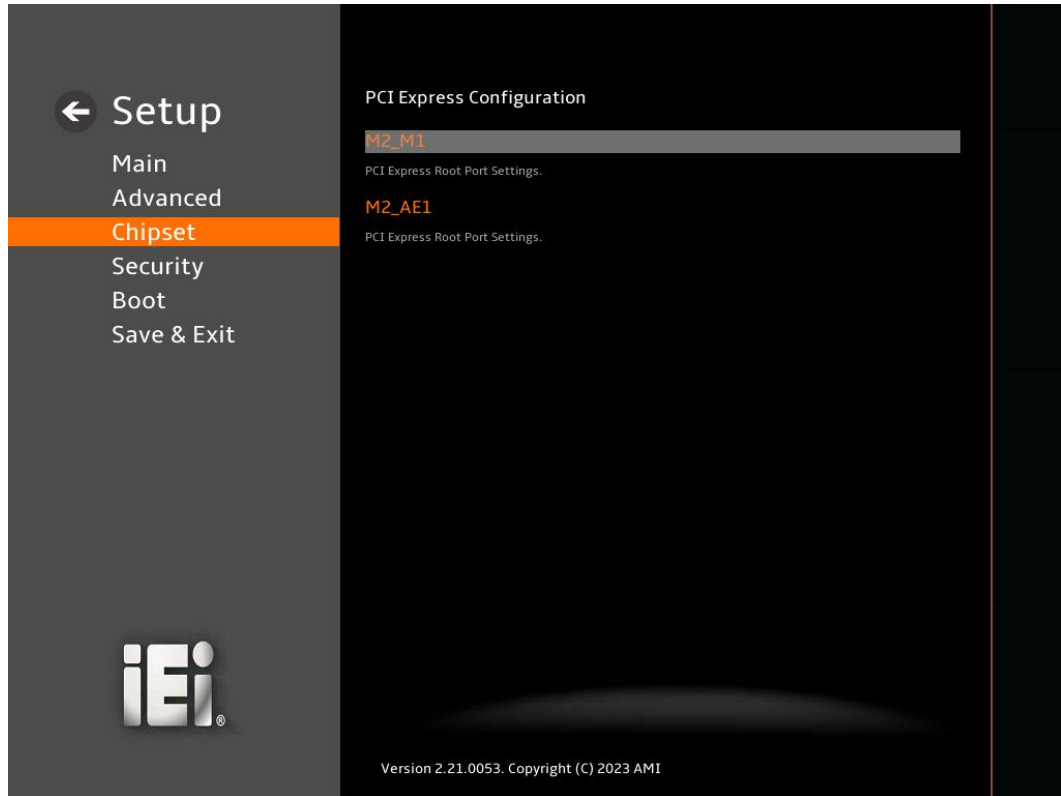 Setup
Main
Advanced
Chipset
Security
Boot
Save & Exit
iEi®
PCI Express Configuration
M2_M1
PCI Express Root Port Settings.
M2_AE1
PCI Express Root Port Settings.
Version 2.21.0053. Copyright (C) 2023 AMI